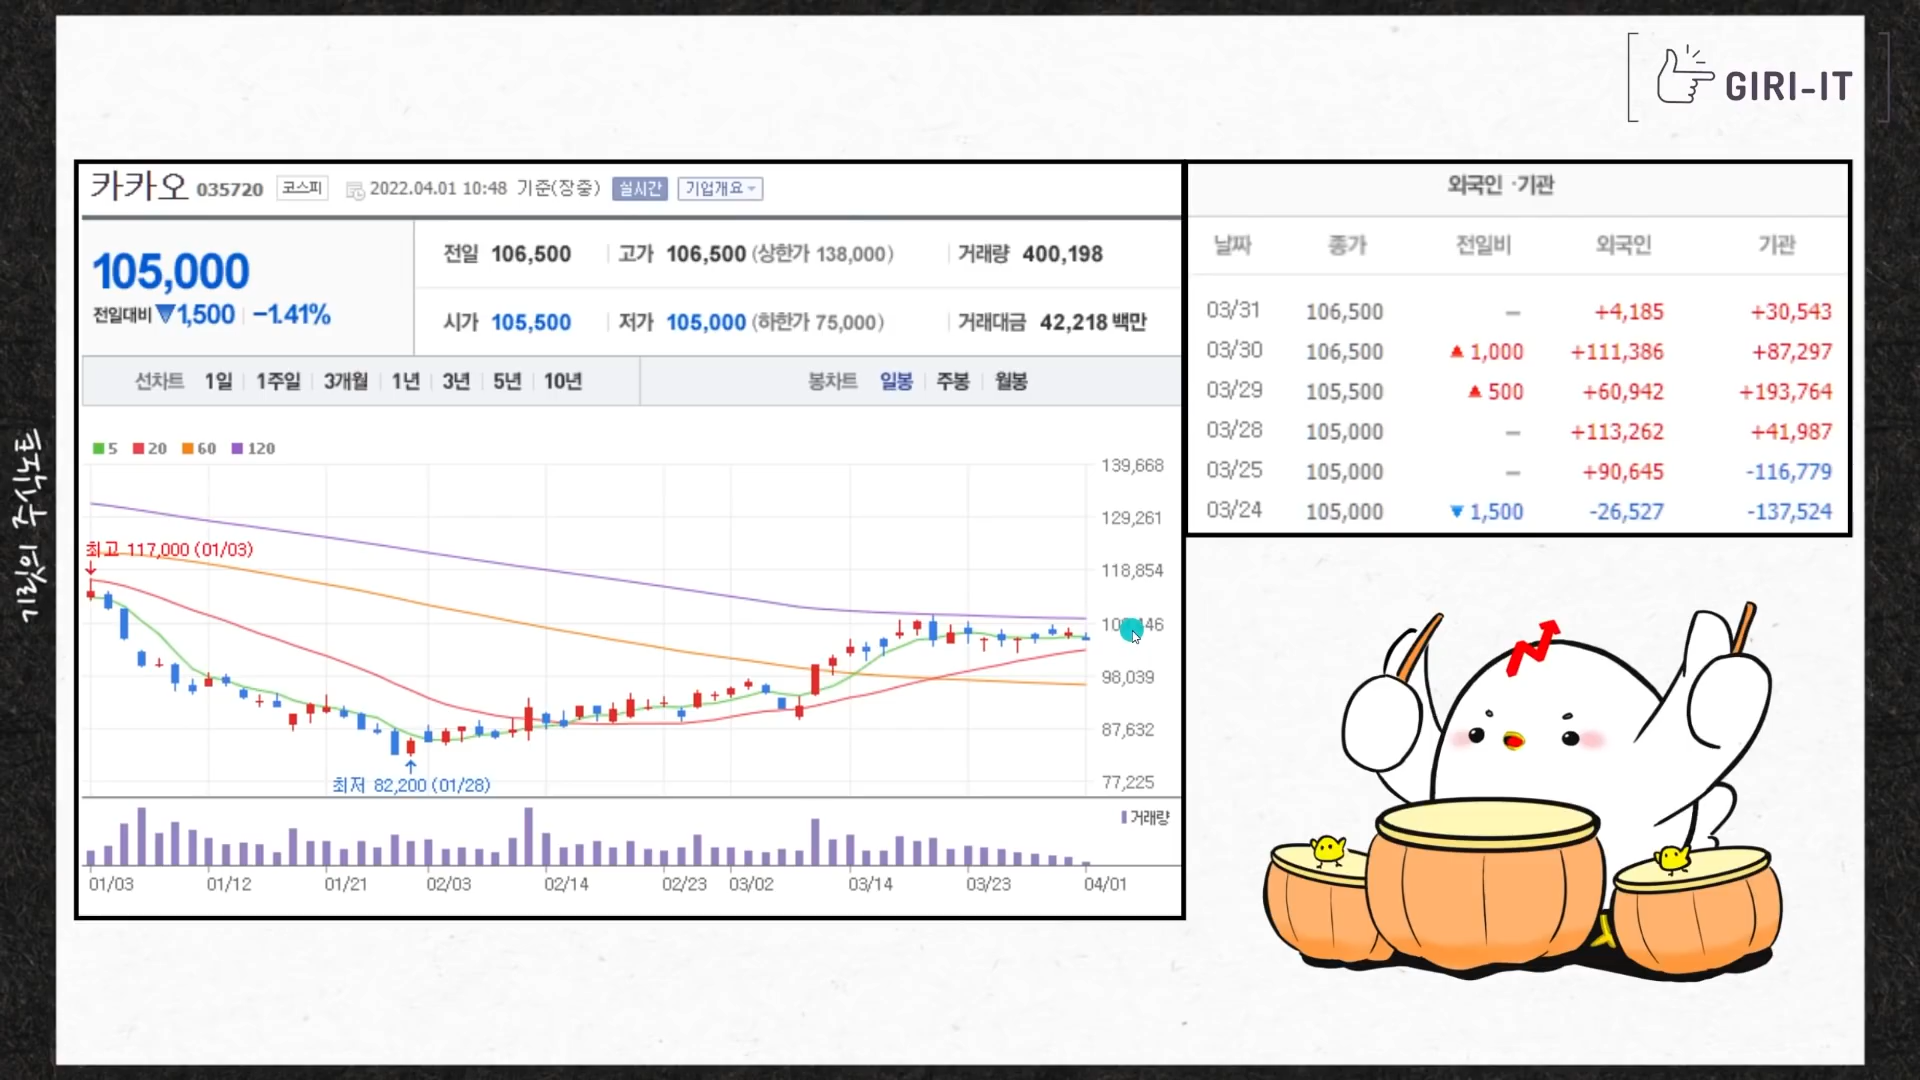 GIRI-IT
기릿의 주식노트
카카오 035720 코스피 2022.04.01 10:48 기준(장중) 실시간 기업개요
105,000
전일대비 ▼1,500 -1.41%
전일 106,500 고가 106,500 (상한가 138,000) 거래량 400,198
시가 105,500 저가 105,000 (하한가 75,000) 거래대금 42,218 백만
선차트 1일 1주일 3개월 1년 3년 5년 10년 봉차트 일봉 주봉 월봉
5 20 60 120
139,668
129,261
118,854
98,039
87,632
77,225
최고 117,000 (01/03)
최저 82,200 (01/28)
거래량
01/03 01/12 01/21 02/03 02/14 02/23 03/02 03/14 03/23 04/01
외국인 ·기관
날짜 종가 전일비 외국인 기관
03/31 106,500 – +4,185 +30,543
03/30 106,500 ▲ 1,000 +111,386 +87,297
03/29 105,500 ▲ 500 +60,942 +193,764
03/28 105,000 – +113,262 +41,987
03/25 105,000 – +90,645 -116,779
03/24 105,000 ▼ 1,500 -26,527 -137,524